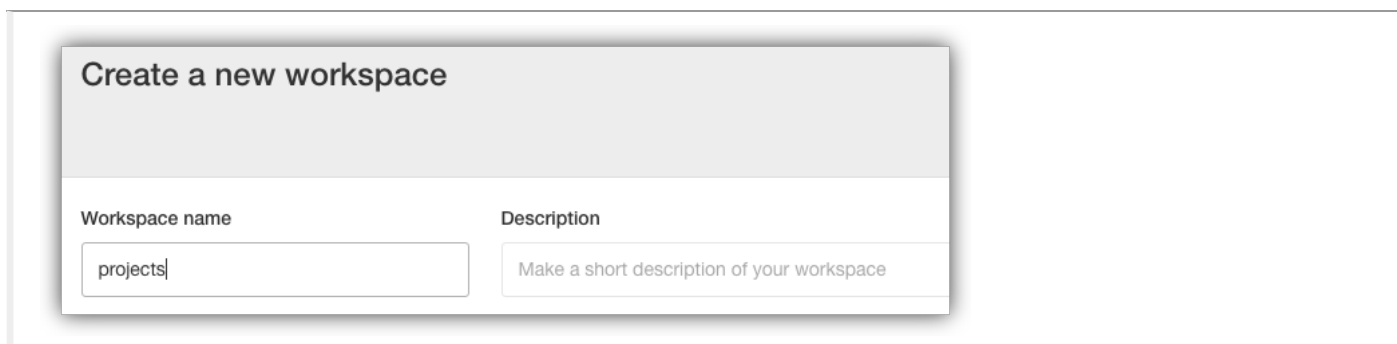 Create a new workspace
Workspace name
Description
projects
Make a short description of your workspace